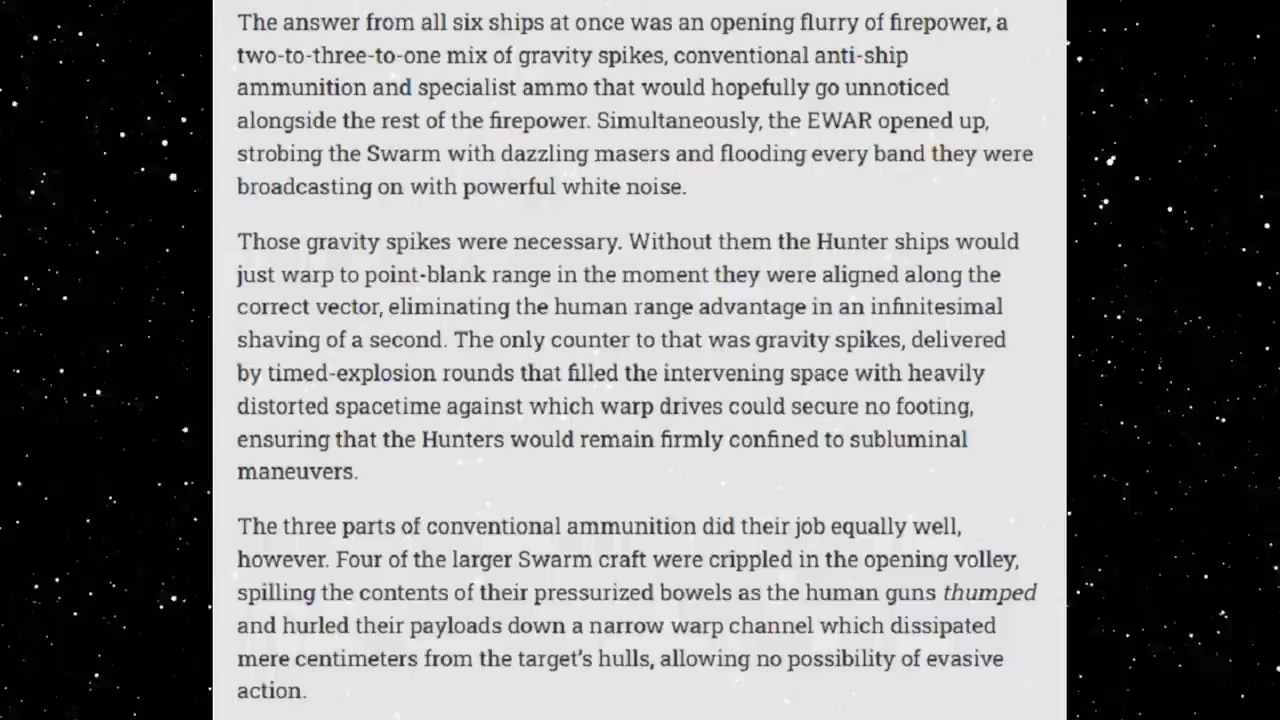 The answer from all six ships at once was an opening flurry of firepower, a
two-to-three-to-one mix of gravity spikes, conventional anti-ship
ammunition and specialist ammo that would hopefully go unnoticed
alongside the rest of the firepower. Simultaneously, the EWAR opened up,
strobing the Swarm with dazzling masers and flooding every band they were
broadcasting on with powerful white noise.
Those gravity spikes were necessary. Without them the Hunter ships would
just warp to point-blank range in the moment they were aligned along the
correct vector, eliminating the human range advantage in an infinitesimal
shaving of a second. The only counter to that was gravity spikes, delivered
by timed-explosion rounds that filled the intervening space with heavily
distorted spacetime against which warp drives could secure no footing,
ensuring that the Hunters would remain firmly confined to subluminal
maneuvers.
The three parts of conventional ammunition did their job equally well,
however. Four of the larger Swarm craft were crippled in the opening volley,
spilling the contents of their pressurized bowels as the human guns thumped
and hurled their payloads down a narrow warp channel which dissipated
mere centimeters from the target's hulls, allowing no possibility of evasive
action.